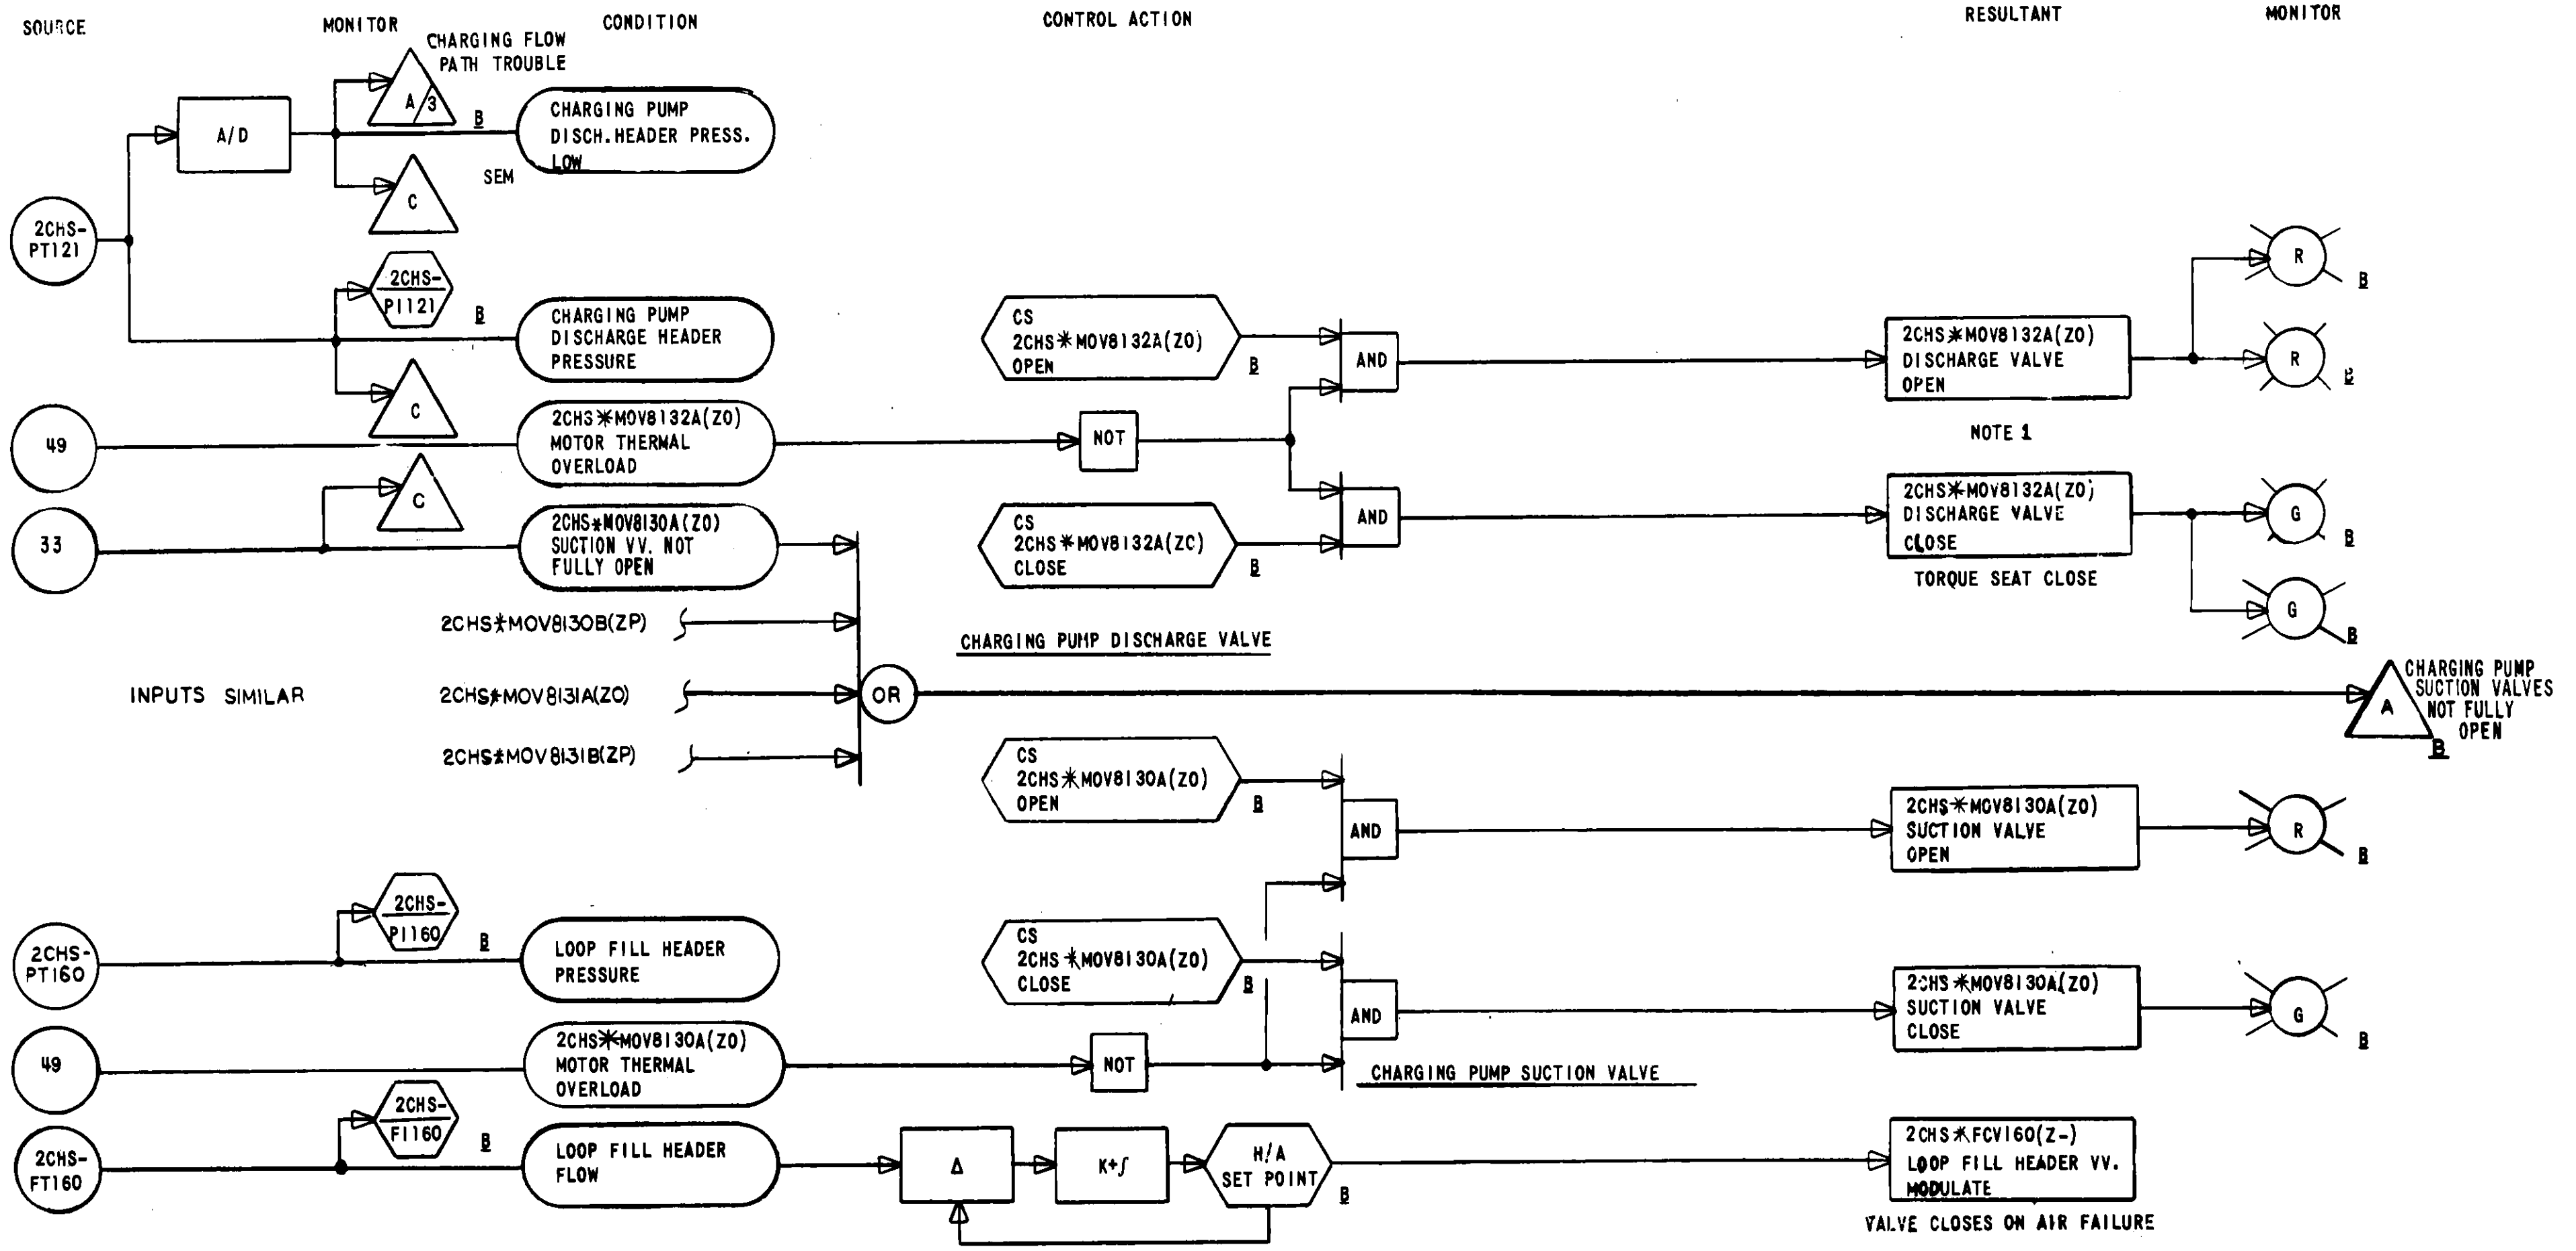 SOURCE
MONITOR
CONDITION
CONTROL ACTION
RESULTANT
MONITOR
CHARGING FLOW
PATH TROUBLE
A/3
B
A/D
CHARGING PUMP
DISCH.HEADER PRESS.
LOW
SEM
C
2CHS-
PT121
2CHS-
PI121
B
CHARGING PUMP
DISCHARGE HEADER
PRESSURE
C
CS
2CHS*MOV8132A(ZO)
OPEN
B
AND
2CHS*MOV8132A(ZO)
DISCHARGE VALVE
OPEN
R
B
R
B
NOTE 1
49
2CHS*MOV8132A(ZO)
MOTOR THERMAL
OVERLOAD
NOT
33
C
2CHS*MOV8130A(ZO)
SUCTION VV. NOT
FULLY OPEN
CS
2CHS*MOV8132A(ZC)
CLOSE
B
AND
2CHS*MOV8132A(ZO)
DISCHARGE VALVE
CLOSE
TORQUE SEAT CLOSE
G
B
G
B
2CHS*MOV8130B(ZP)
CHARGING PUMP DISCHARGE VALVE
INPUTS SIMILAR
2CHS*MOV8131A(ZO)
OR
2CHS*MOV8131B(ZP)
CHARGING PUMP
SUCTION VALVES
NOT FULLY
OPEN
A
B
CS
2CHS*MOV8130A(ZO)
OPEN
B
AND
2CHS*MOV8130A(ZO)
SUCTION VALVE
OPEN
R
B
2CHS-
PT160
2CHS-
PI160
B
LOOP FILL HEADER
PRESSURE
CS
2CHS*MOV8130A(ZO)
CLOSE
B
AND
2CHS*MOV8130A(ZO)
SUCTION VALVE
CLOSE
G
B
49
2CHS*MOV8130A(ZO)
MOTOR THERMAL
OVERLOAD
NOT
CHARGING PUMP SUCTION VALVE
2CHS-
FT160
2CHS-
FI160
B
LOOP FILL HEADER
FLOW
Δ
K+∫
H/A
SET POINT
B
2CHS*FCV160(Z-)
LOOP FILL HEADER VV.
MODULATE
VALVE CLOSES ON AIR FAILURE